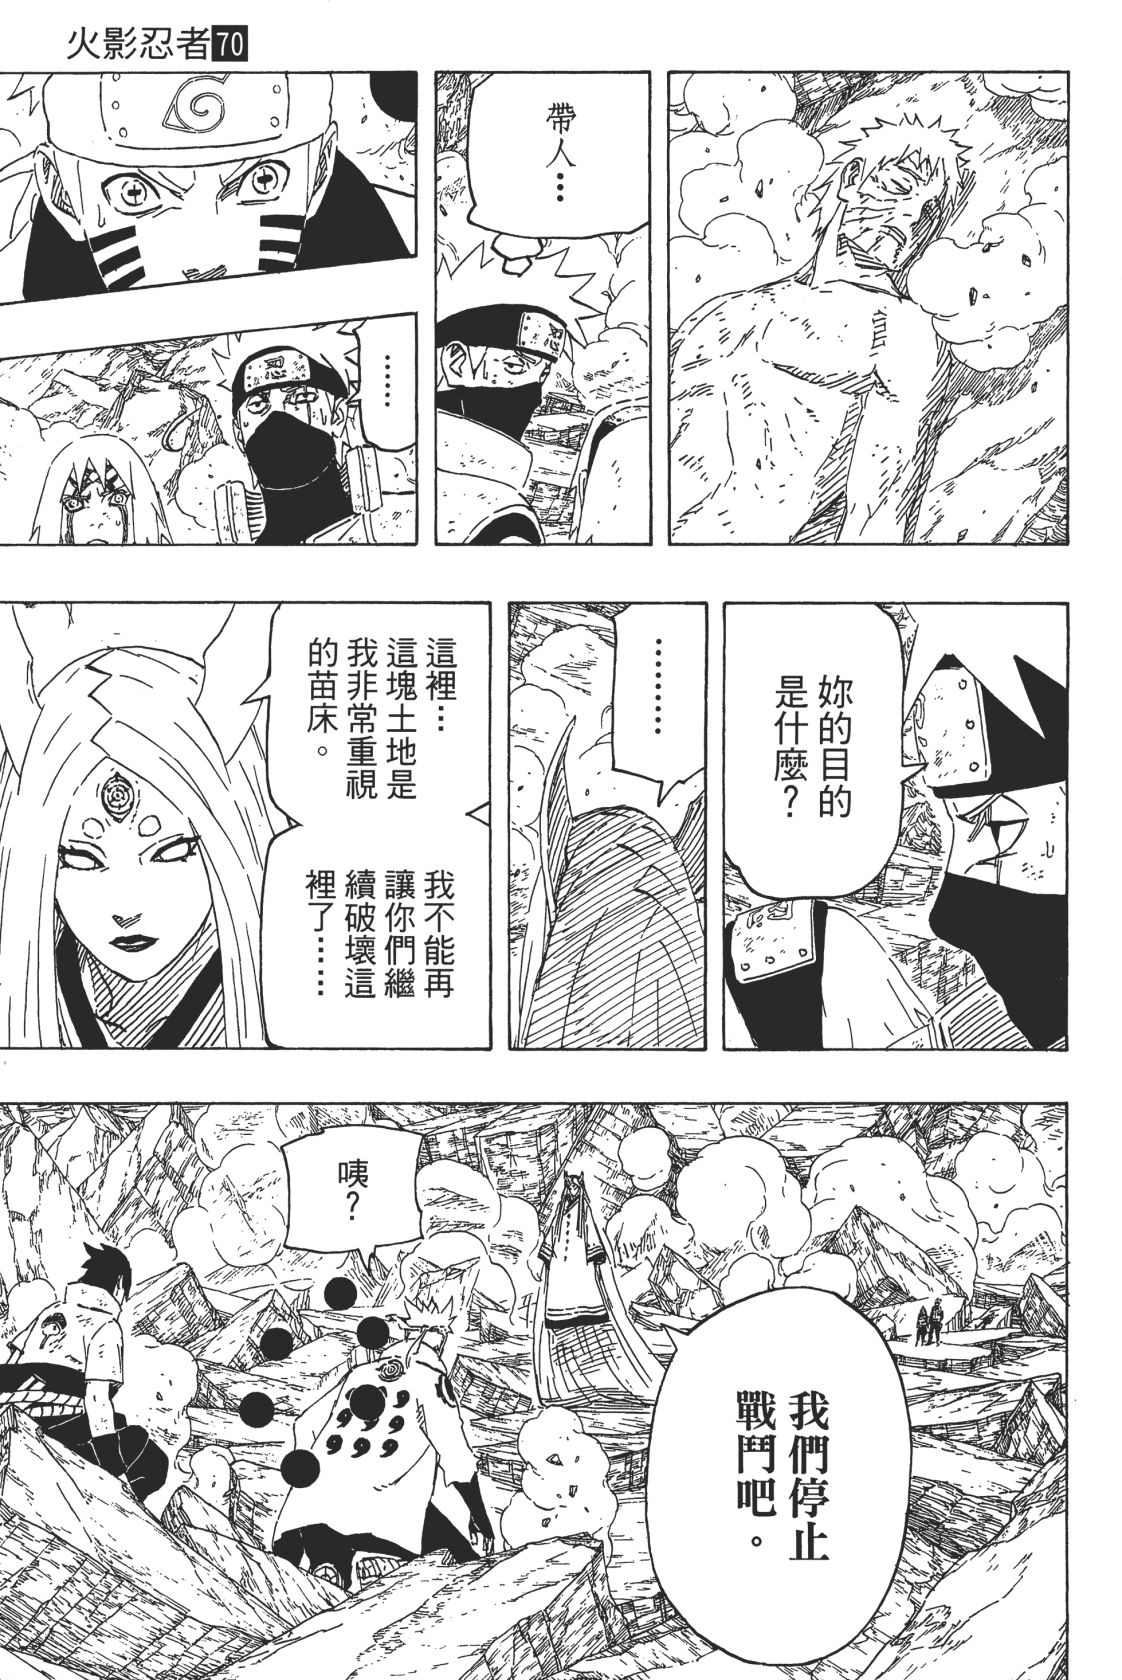 火影忍者70
帶人…
……
妳的目的
是什麼?
………
這裡…
這塊土地是
我非常重視
的苗床。
我不能再
讓你們繼
續破壞這
裡了……
咦?
我們停止
戰鬥吧。